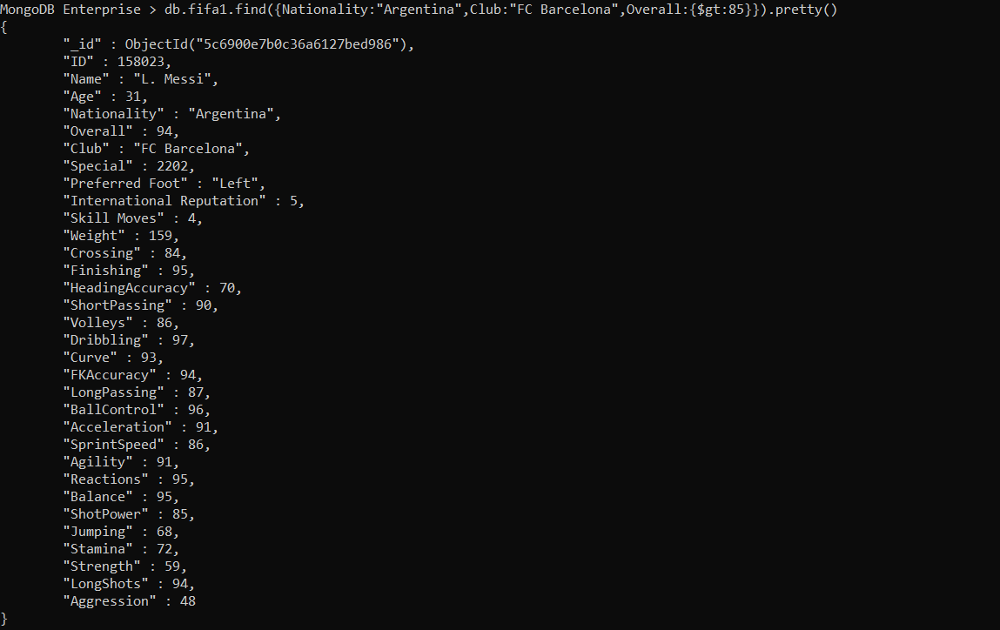 MongoDB Enterprise > db.fifa1.find({Nationality:"Argentina",Club:"FC Barcelona",Overall:{$gt:85}}).pretty()
{
        "_id" : ObjectId("5c6900e7b0c36a6127bed986"),
        "ID" : 158023,
        "Name" : "L. Messi",
        "Age" : 31,
        "Nationality" : "Argentina",
        "Overall" : 94,
        "Club" : "FC Barcelona",
        "Special" : 2202,
        "Preferred Foot" : "Left",
        "International Reputation" : 5,
        "Skill Moves" : 4,
        "Weight" : 159,
        "Crossing" : 84,
        "Finishing" : 95,
        "HeadingAccuracy" : 70,
        "ShortPassing" : 90,
        "Volleys" : 86,
        "Dribbling" : 97,
        "Curve" : 93,
        "FKAccuracy" : 94,
        "LongPassing" : 87,
        "BallControl" : 96,
        "Acceleration" : 91,
        "SprintSpeed" : 86,
        "Agility" : 91,
        "Reactions" : 95,
        "Balance" : 95,
        "ShotPower" : 85,
        "Jumping" : 68,
        "Stamina" : 72,
        "Strength" : 59,
        "LongShots" : 94,
        "Aggression" : 48
}